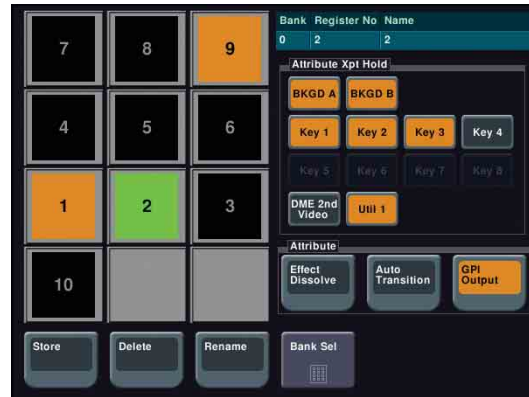 7 8 9
4 5 6
1 2 3
10
Store Delete Rename
Bank Register No Name
0 2 2
Attribute Xpt Hold
BKGD A BKGD B
Key 1 Key 2 Key 3 Key 4
Key 5 Key 6 Key 7 Key 8
DME 2nd
Video
Util 1
Attribute
Effect
Dissolve
Auto
Transition
GPI
Output
Bank Sel